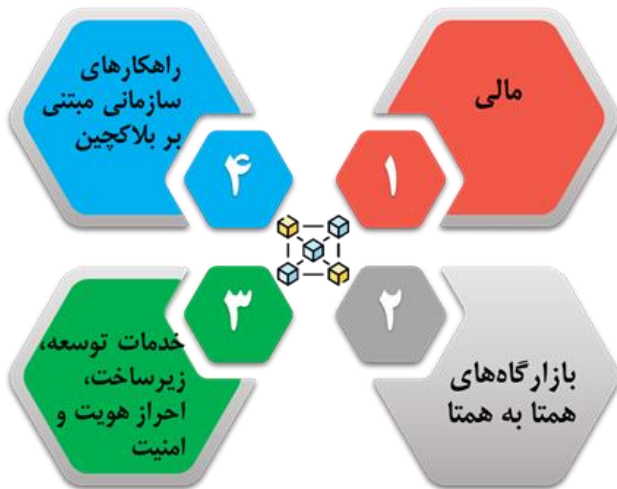 مالی
۱
بازارگاه‌های
همتا به همتا
۲
خدمات توسعه،
زیرساخت،
احراز هویت و
امنیت
۳
راهکارهای
سازمانی مبتنی
بر بلاکچین
۴